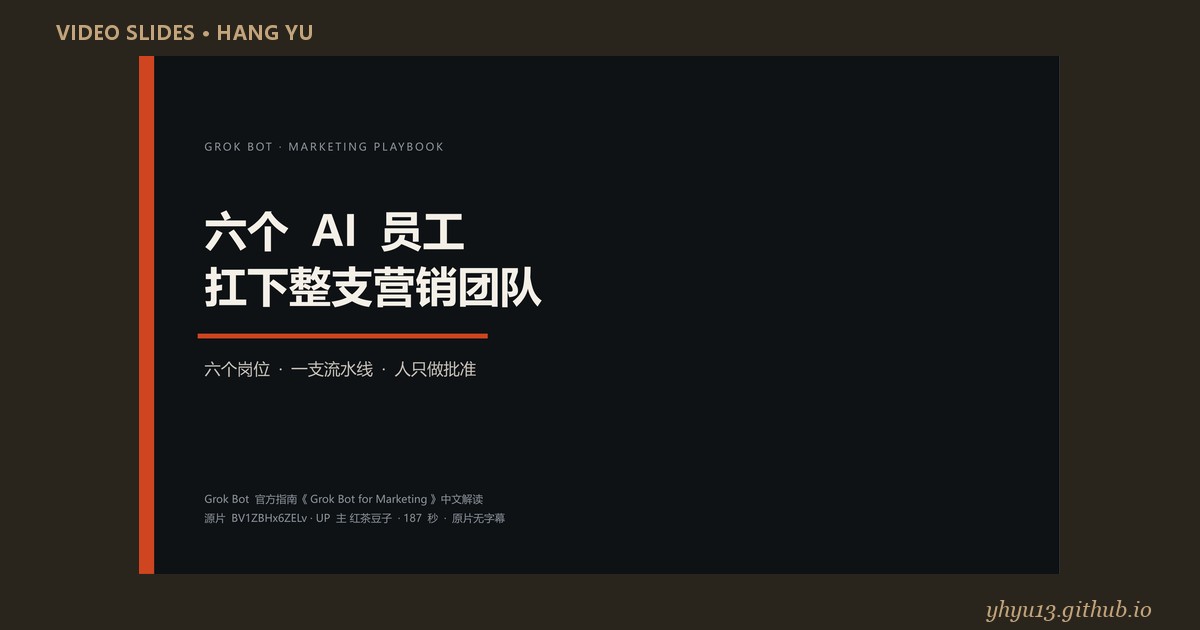 VIDEO SLIDES • HANG YU
GROK BOT · MARKETING PLAYBOOK
六个 AI 员工
扛下整支营销团队
六个岗位 · 一支流水线 · 人只做批准
Grok Bot 官方指南《 Grok Bot for Marketing 》中文解读
源片 BV1ZBHx6ZELv · UP 主 红茶豆子 · 187 秒 · 原片无字幕
yhyu13.github.io